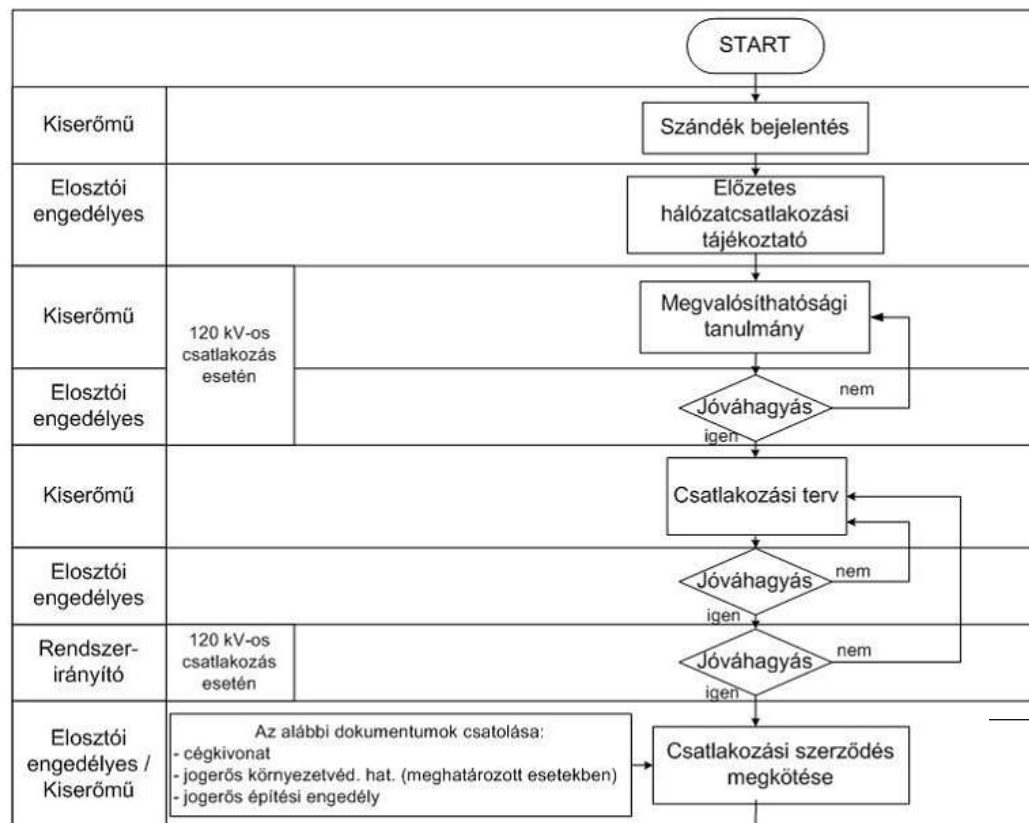 START
Kiserőmű
Szándék bejelentés
Elosztói
engedélyes
Előzetes
hálózatcsatlakozási
tájékoztató
Kiserőmű
120 kV-os
csatlakozás
esetén
Megvalósíthatósági
tanulmány
Elosztói
engedélyes
Jóváhagyás
nem
igen
Kiserőmű
Csatlakozási terv
Elosztói
engedélyes
Jóváhagyás
nem
igen
Rendszer-
irányító
120 kV-os
csatlakozás
esetén
Jóváhagyás
nem
igen
Elosztói
engedélyes /
Kiserőmű
Az alábbi dokumentumok csatolása:
- cégkivonat
- jogerős környezetvéd. hat. (meghatározott esetekben)
- jogerős építési engedély
Csatlakozási szerződés
megkötése